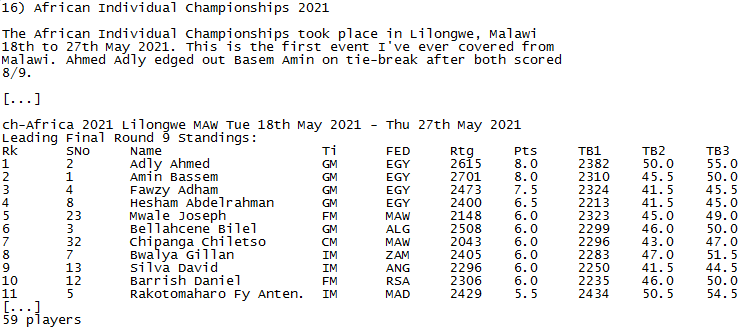 16) African Individual Championships 2021
The African Individual Championships took place in Lilongwe, Malawi
18th to 27th May 2021. This is the first event I've ever covered from
Malawi. Ahmed Adly edged out Basem Amin on tie-break after both scored
8/9.
[...]
ch-Africa 2021 Lilongwe MAW Tue 18th May 2021 - Thu 27th May 2021
Leading Final Round 9 Standings:
Rk SNo Name Ti FED Rtg Pts TB1 TB2 TB3
1 2 Adly Ahmed GM EGY 2615 8.0 2382 50.0 55.0
2 1 Amin Bassem GM EGY 2701 8.0 2310 45.5 50.0
3 4 Fawzy Adham GM EGY 2473 7.5 2324 41.5 45.5
4 8 Hesham Abdelrahman GM EGY 2400 6.5 2213 41.5 45.0
5 23 Mwale Joseph FM MAW 2148 6.0 2323 45.0 49.0
6 3 Bellahcene Bilel GM ALG 2508 6.0 2299 46.0 50.0
7 32 Chipanga Chiletso CM MAW 2043 6.0 2296 43.0 47.0
8 7 Bwalya Gillan IM ZAM 2405 6.0 2283 47.0 51.5
9 13 Silva David IM ANG 2296 6.0 2250 41.5 44.5
10 12 Barrish Daniel FM RSA 2306 6.0 2235 46.0 50.0
11 5 Rakotomaharo Fy Anten. IM MAD 2429 5.5 2434 50.5 54.5
[...]
59 players